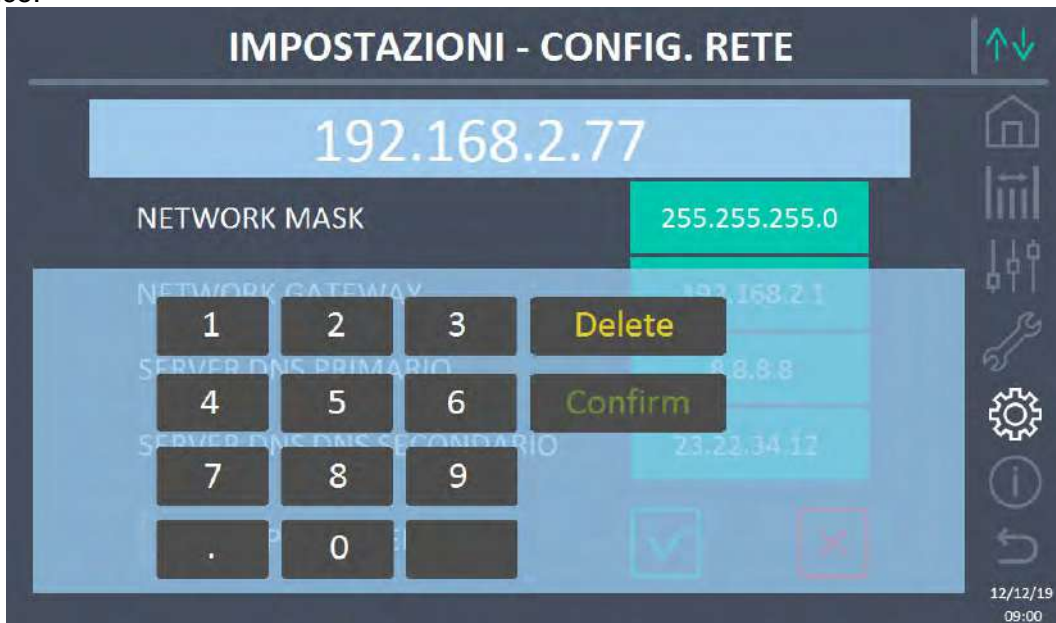 IMPOSTAZIONI - CONFIG. RETE
192.168.2.77
NETWORK MASK 255.255.255.0
NETWORK GATEWAY 192.168.2.1
1 2 3 Delete
SERVER DNS PRIMARIO 8.8.8.8
4 5 6 Confirm
SERVER DNS DNS SECONDARIO 23.22.34.12
7 8 9
. 0
12/12/19
09:00